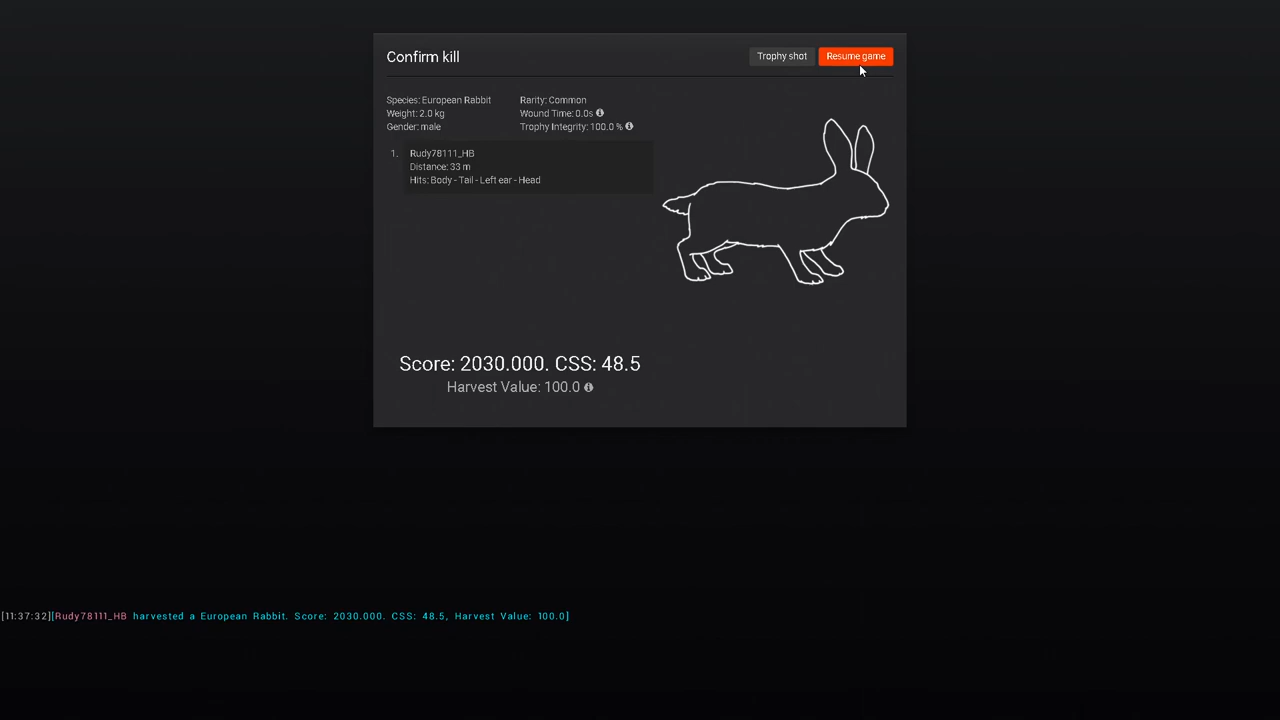 Confirm kill
Trophy shot
Resume game
Species: European Rabbit
Rarity: Common
Weight: 2.0 kg
Wound Time: 0.0s
Gender: male
Trophy Integrity: 100.0 %
1. Rudy78111_HB
Distance: 33 m
Hits: Body - Tail - Left ear - Head
Score: 2030.000. CSS: 48.5
Harvest Value: 100.0
[11:37:32][Rudy78111_HB harvested a European Rabbit. Score: 2030.000. CSS: 48.5, Harvest Value: 100.0]